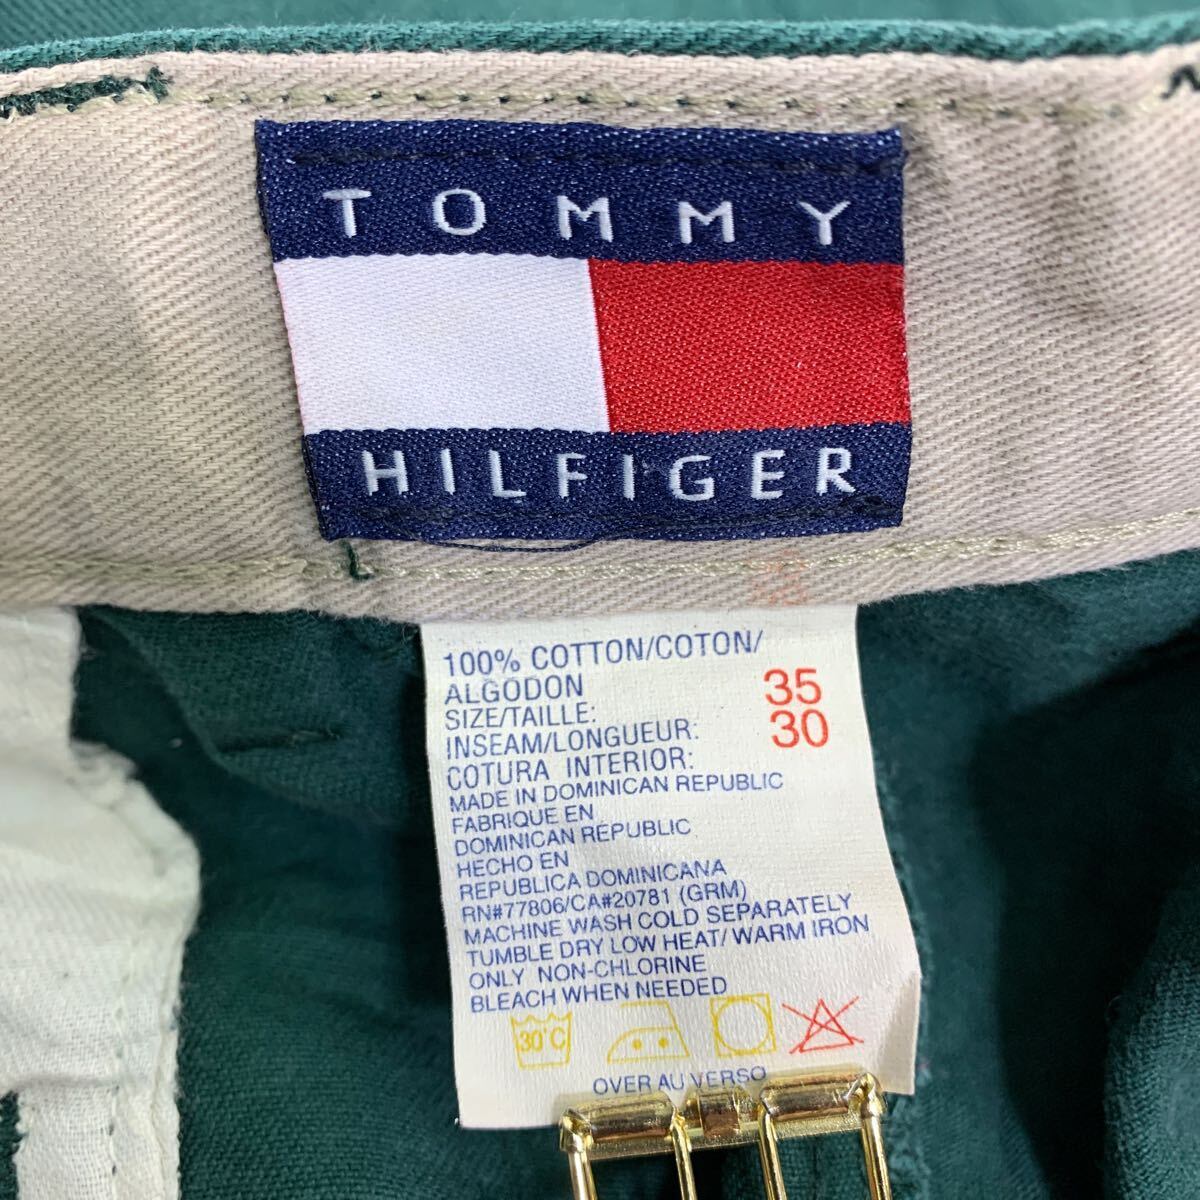 TOMMY
HILFIGER
100% COTTON/COTON/
ALGODON
SIZE/TAILLE: 35
INSEAM/LONGUEUR: 30
COTURA INTERIOR:
MADE IN DOMINICAN REPUBLIC
FABRIQUE EN
DOMINICAN RÉPUBLIC
HECHO EN
REPUBLICA DOMINICANA
RN#77806/CA#20781 (GRM)
MACHINE WASH COLD SEPARATELY
TUMBLE DRY LOW HEAT/ WARM IRON
ONLY NON-CHLORINE
BLEACH WHEN NEEDED
30°C
OVER AU VERSO